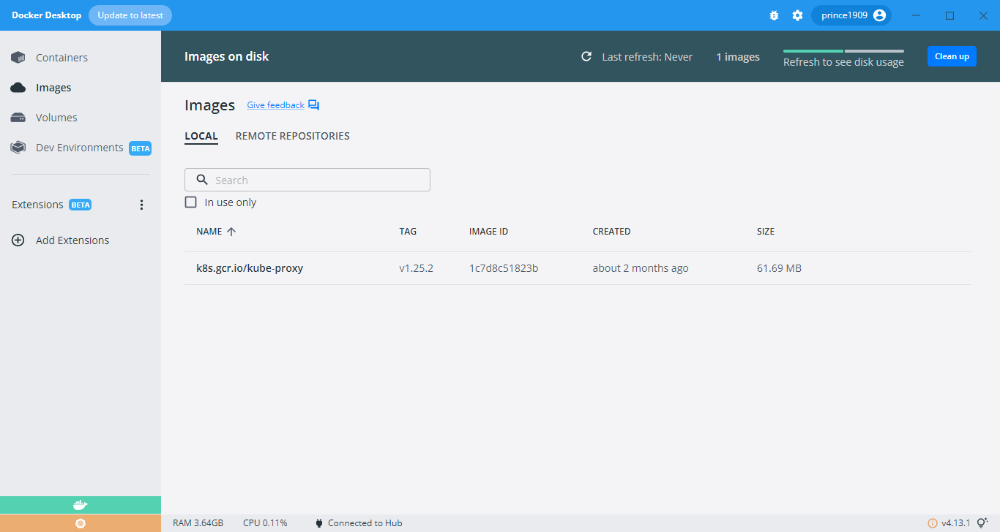 Docker Desktop Update to latest prince1909
Containers
Images
Volumes
Dev Environments BETA
Extensions BETA
Add Extensions
Images on disk Last refresh: Never 1 images Refresh to see disk usage Clean up
Images Give feedback
LOCAL REMOTE REPOSITORIES
Search
In use only
NAME TAG IMAGE ID CREATED SIZE
k8s.gcr.io/kube-proxy v1.25.2 1c7d8c51823b about 2 months ago 61.69 MB
RAM 3.64GB CPU 0.11% Connected to Hub v4.13.1